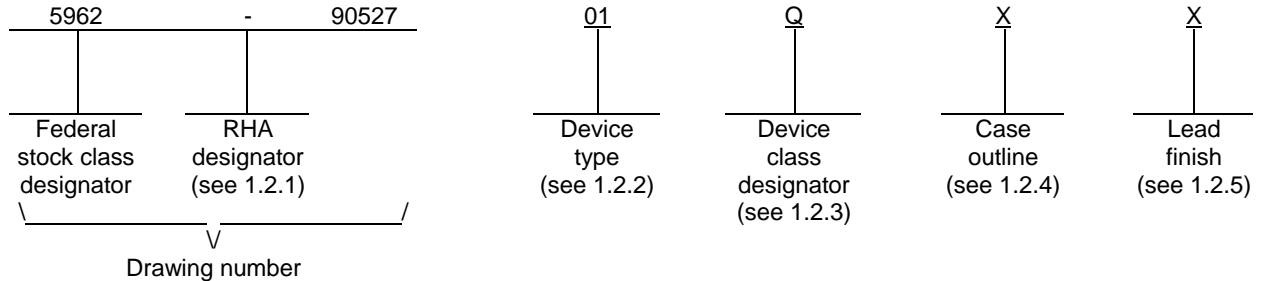 5962 - 90527 01 Q X X
Federal stock class designator
RHA designator (see 1.2.1)
Device type (see 1.2.2)
Device class designator (see 1.2.3)
Case outline (see 1.2.4)
Lead finish (see 1.2.5)
Drawing number